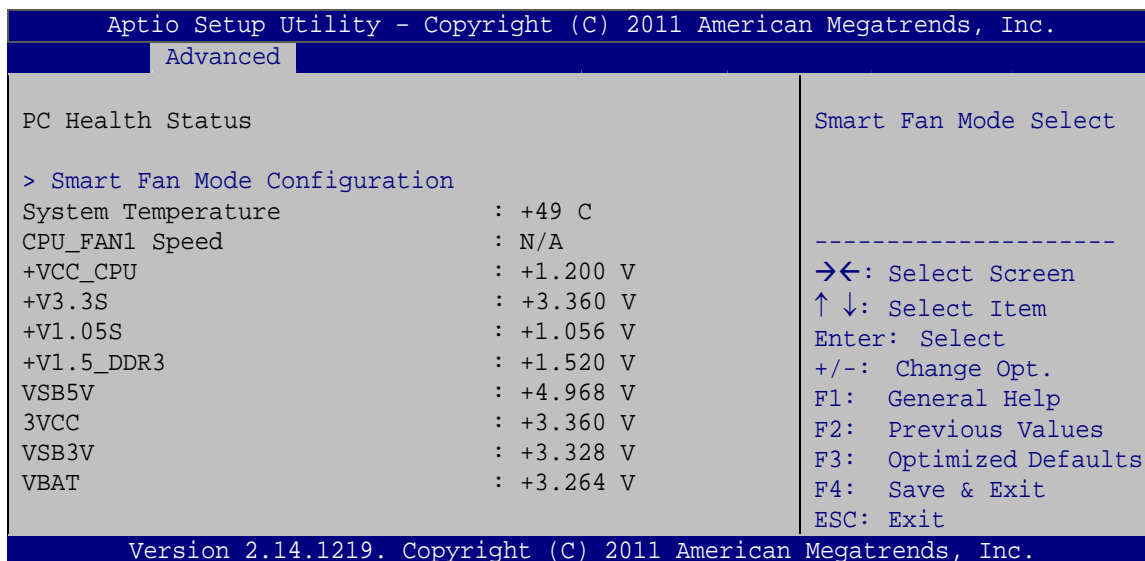 Aptio Setup Utility – Copyright (C) 2011 American Megatrends, Inc.
Advanced
PC Health Status
> Smart Fan Mode Configuration
System Temperature : +49 C
CPU_FAN1 Speed : N/A
+VCC_CPU : +1.200 V
+V3.3S : +3.360 V
+V1.05S : +1.056 V
+V1.5_DDR3 : +1.520 V
VSB5V : +4.968 V
3VCC : +3.360 V
VSB3V : +3.328 V
VBAT : +3.264 V
Smart Fan Mode Select
---------------------
→←: Select Screen
↑ ↓: Select Item
Enter: Select
+/-: Change Opt.
F1: General Help
F2: Previous Values
F3: Optimized Defaults
F4: Save & Exit
ESC: Exit
Version 2.14.1219. Copyright (C) 2011 American Megatrends, Inc.